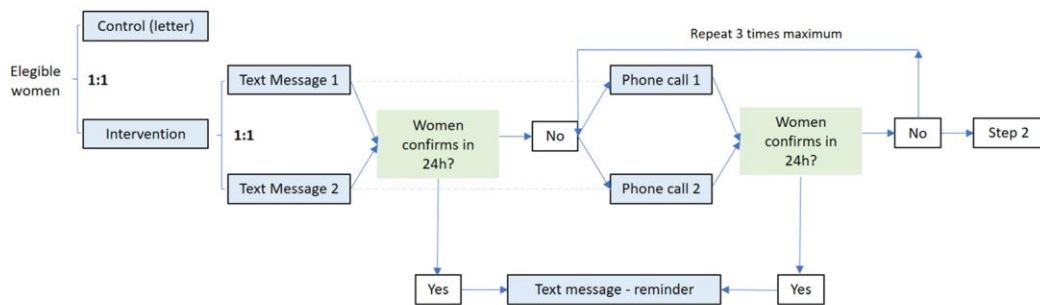 Control (letter)
Repeat 3 times maximum
Elegible
women
1:1
Text Message 1
Phone call 1
Intervention
1:1
Women
confirms in
24h?
No
Women
confirms in
24h?
No
Step 2
Text Message 2
Phone call 2
Yes
Text message - reminder
Yes